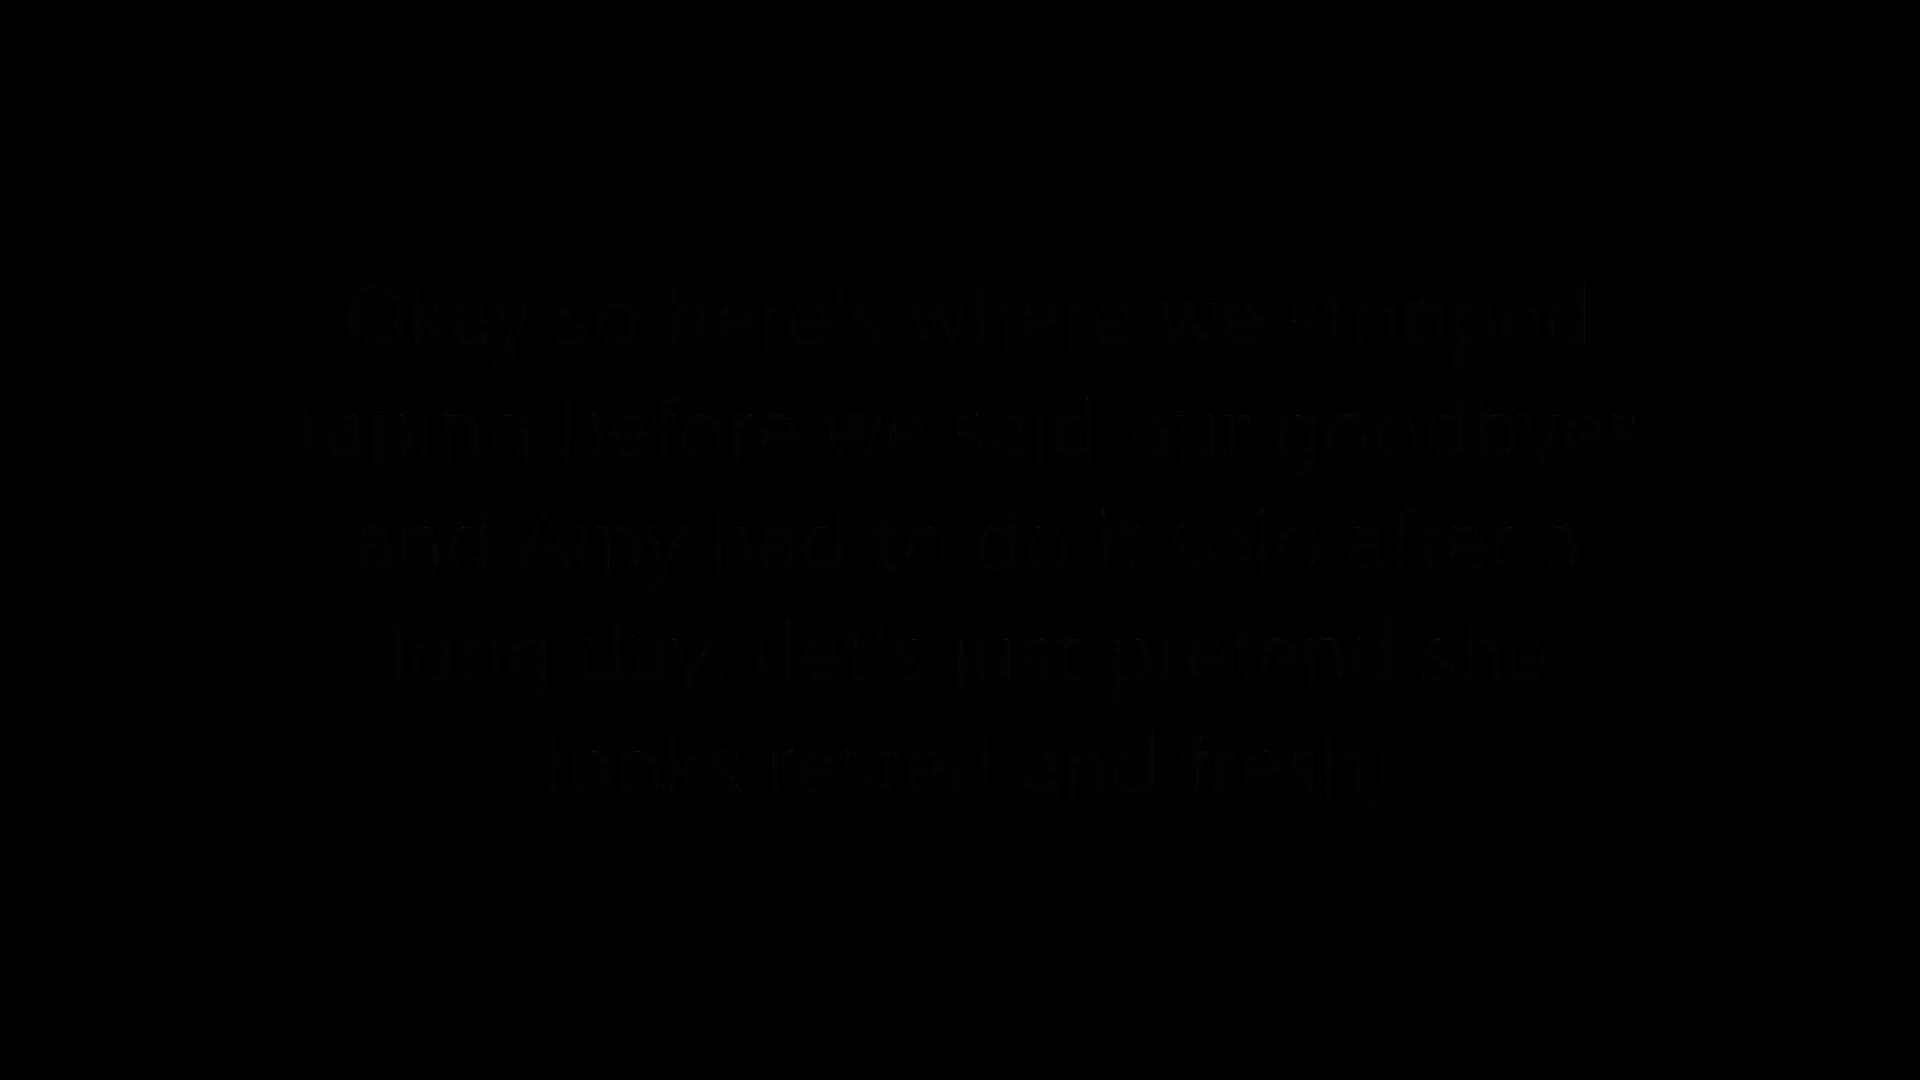 Okay so here's where we stopped
taping before we said our goodbyes
and Amy had to do it solo after a
long day. (let's just pretend she
looks rested and fresh)